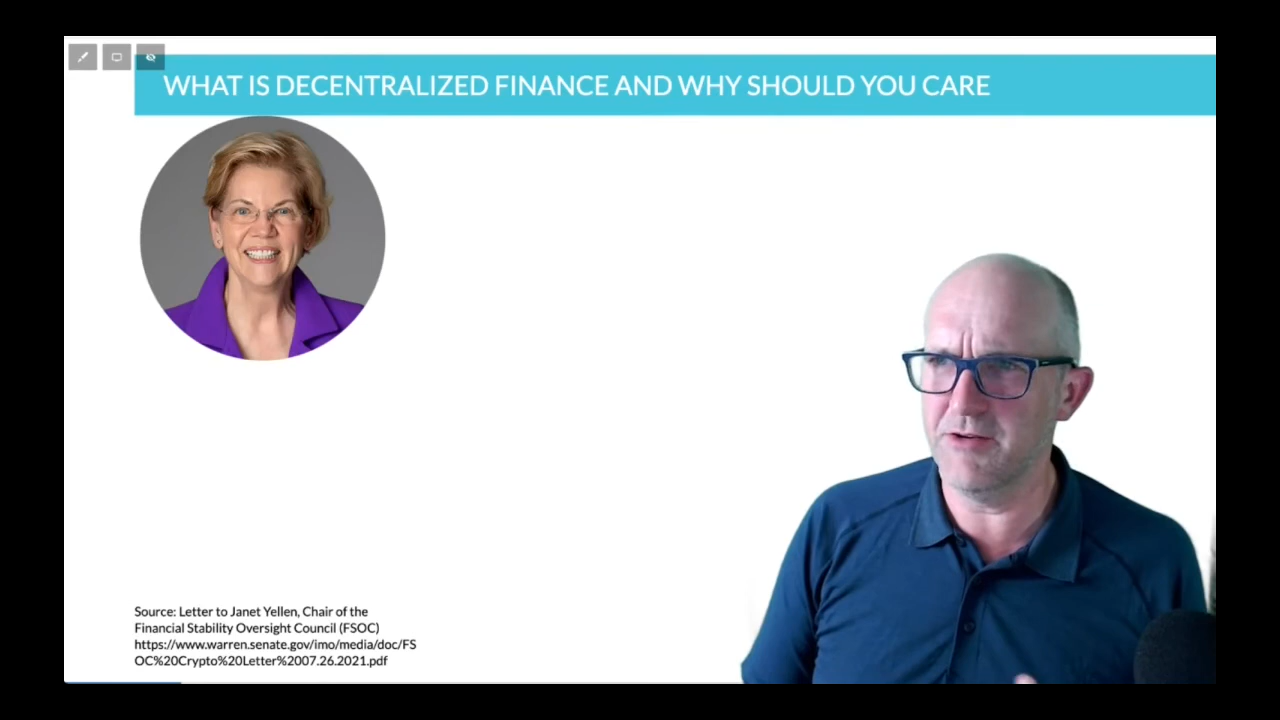 WHAT IS DECENTRALIZED FINANCE AND WHY SHOULD YOU CARE
Source: Letter to Janet Yellen, Chair of the
Financial Stability Oversight Council (FSOC)
https://www.warren.senate.gov/imo/media/doc/FS
OC%20Crypto%20Letter%2007.26.2021.pdf